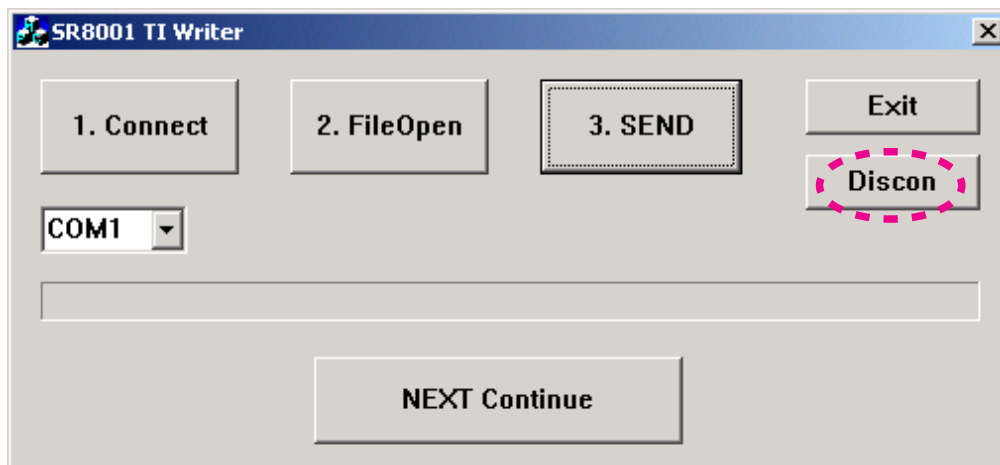 SR8001 TI Writer
1. Connect
2. FileOpen
3. SEND
Exit
Discon
COM1
NEXT Continue